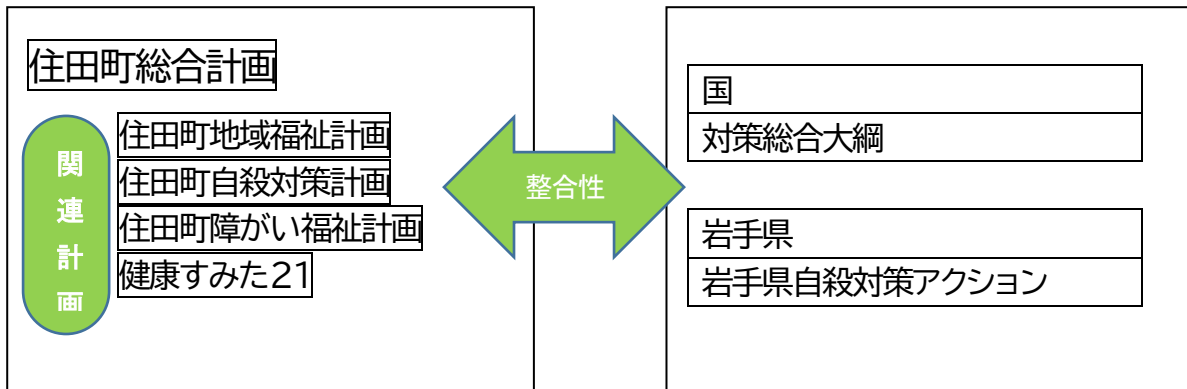 住田町総合計画
関連計画
住田町地域福祉計画
住田町自殺対策計画
住田町障がい福祉計画
健康すみた21
整合性
国
対策総合大綱
岩手県
岩手県自殺対策アクション